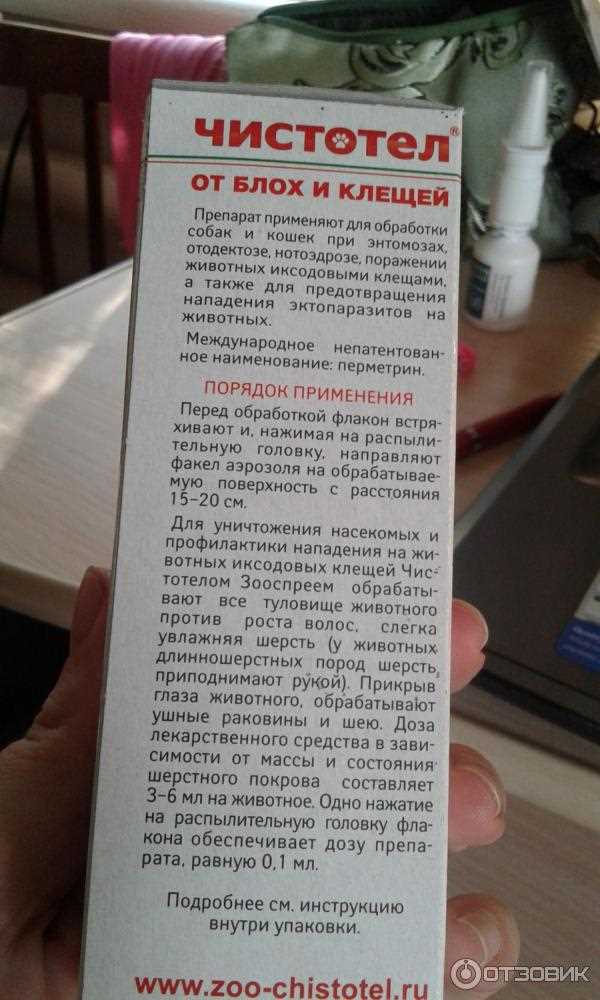 ЧИСТОТЕЛ®
ОТ БЛОХ И КЛЕЩЕЙ
Препарат применяют для обработки
собак и кошек при энтомозах,
отодектозе, нотоэдрозе, поражении
животных иксодовыми клещами,
а также для предотвращения
нападения эктопаразитов на
животных.
Международное непатентован-
ное наименование: перметрин.
ПОРЯДОК ПРИМЕНЕНИЯ
Перед обработкой флакон встря-
хивают и, нажимая на распыли-
тельную головку, направляют
факел аэрозоля на обрабатывае-
мую поверхность с расстояния
15–20 см.
Для уничтожения насекомых и
профилактики нападения на жи-
вотных иксодовых клещей Чис-
тотелом Зооспреем обрабаты-
вают все туловище животного
против роста волос, слегка
увлажняя шерсть (у животных
длинношерстных пород шерсть
приподнимают рукой). Прикрыв
глаза животного, обрабатывают
ушные раковины и шею. Доза
лекарственного средства в зави-
симости от массы и состояния
шерстного покрова составляет
3–6 мл на животное. Одно нажатие
на распылительную головку фла-
кона обеспечивает дозу препа-
рата, равную 0,1 мл.
Подробнее см. инструкцию
внутри упаковки.
www.zoo-chistotel.ru
ОТЗОВИК